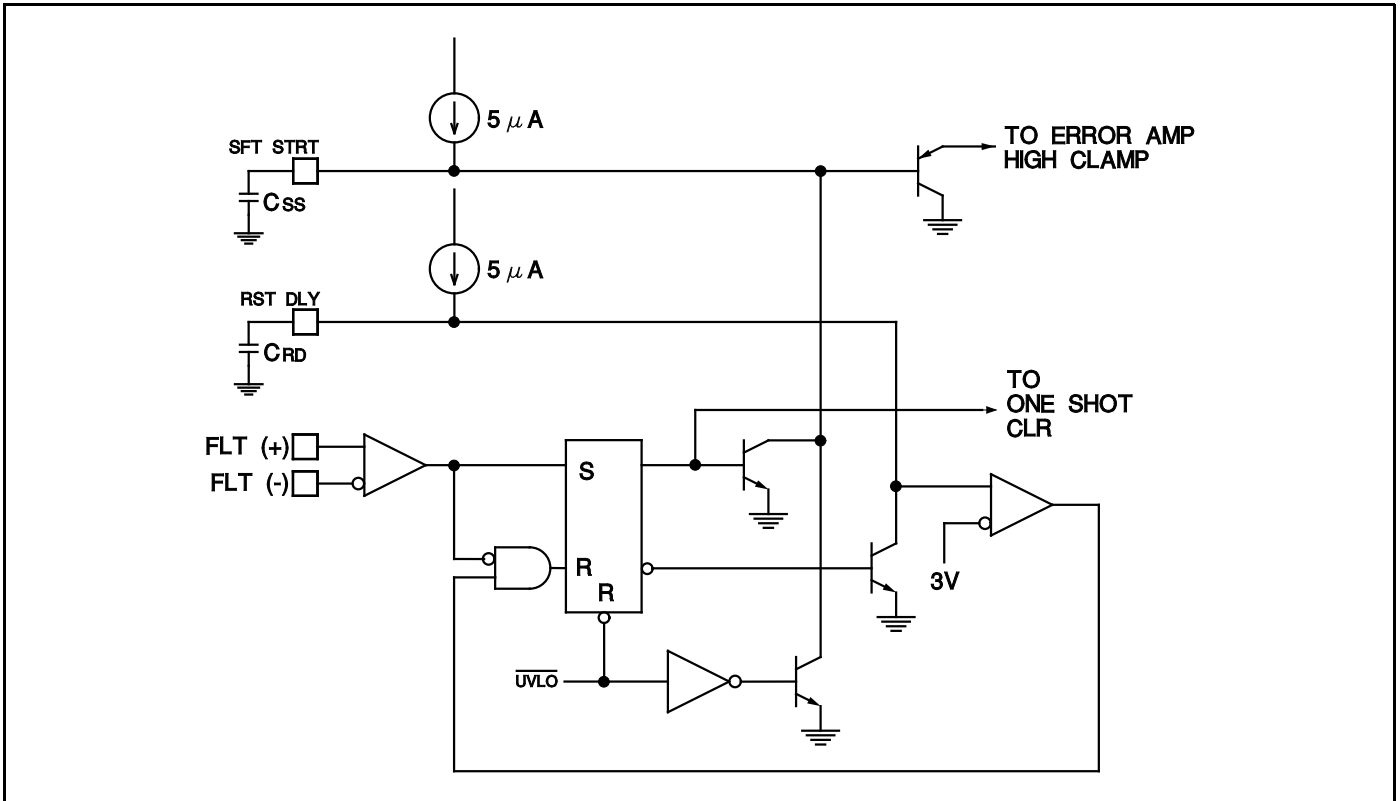 5 μA
SFT STRT
TO ERROR AMP
HIGH CLAMP
CSS
5 μA
RST DLY
CRD
TO
ONE SHOT
CLR
FLT (+)
FLT (-)
S
R
R
3V
UVLO